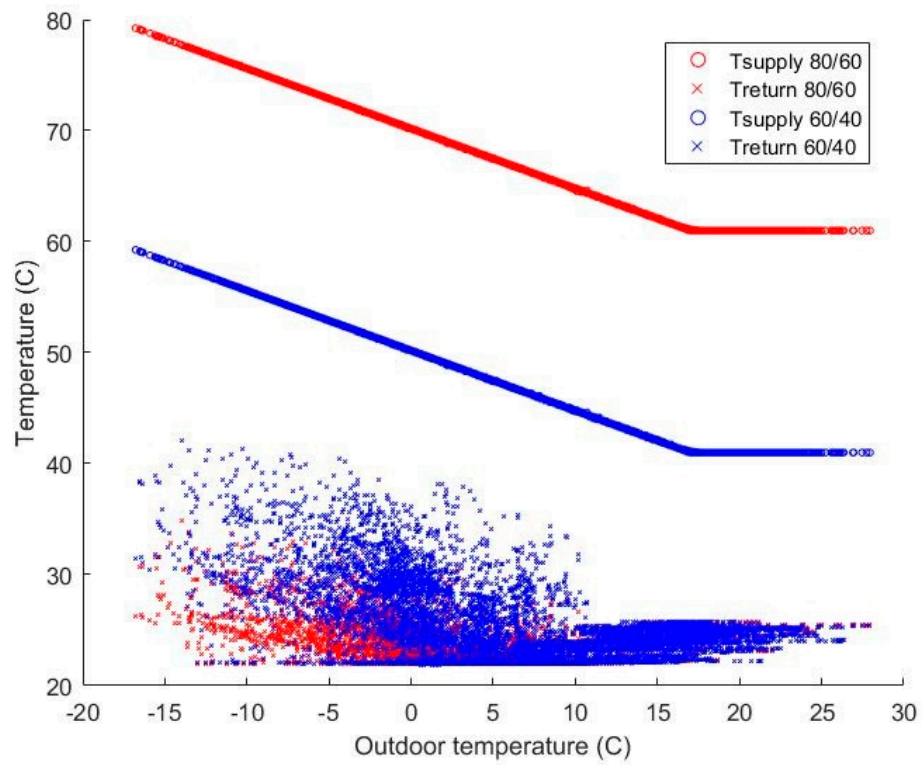 80
70
60
50
40
30
20
-20 -15 -10 -5 0 5 10 15 20 25 30
Temperature (C)
Outdoor temperature (C)
Tsupply 80/60
Treturn 80/60
Tsupply 60/40
Treturn 60/40